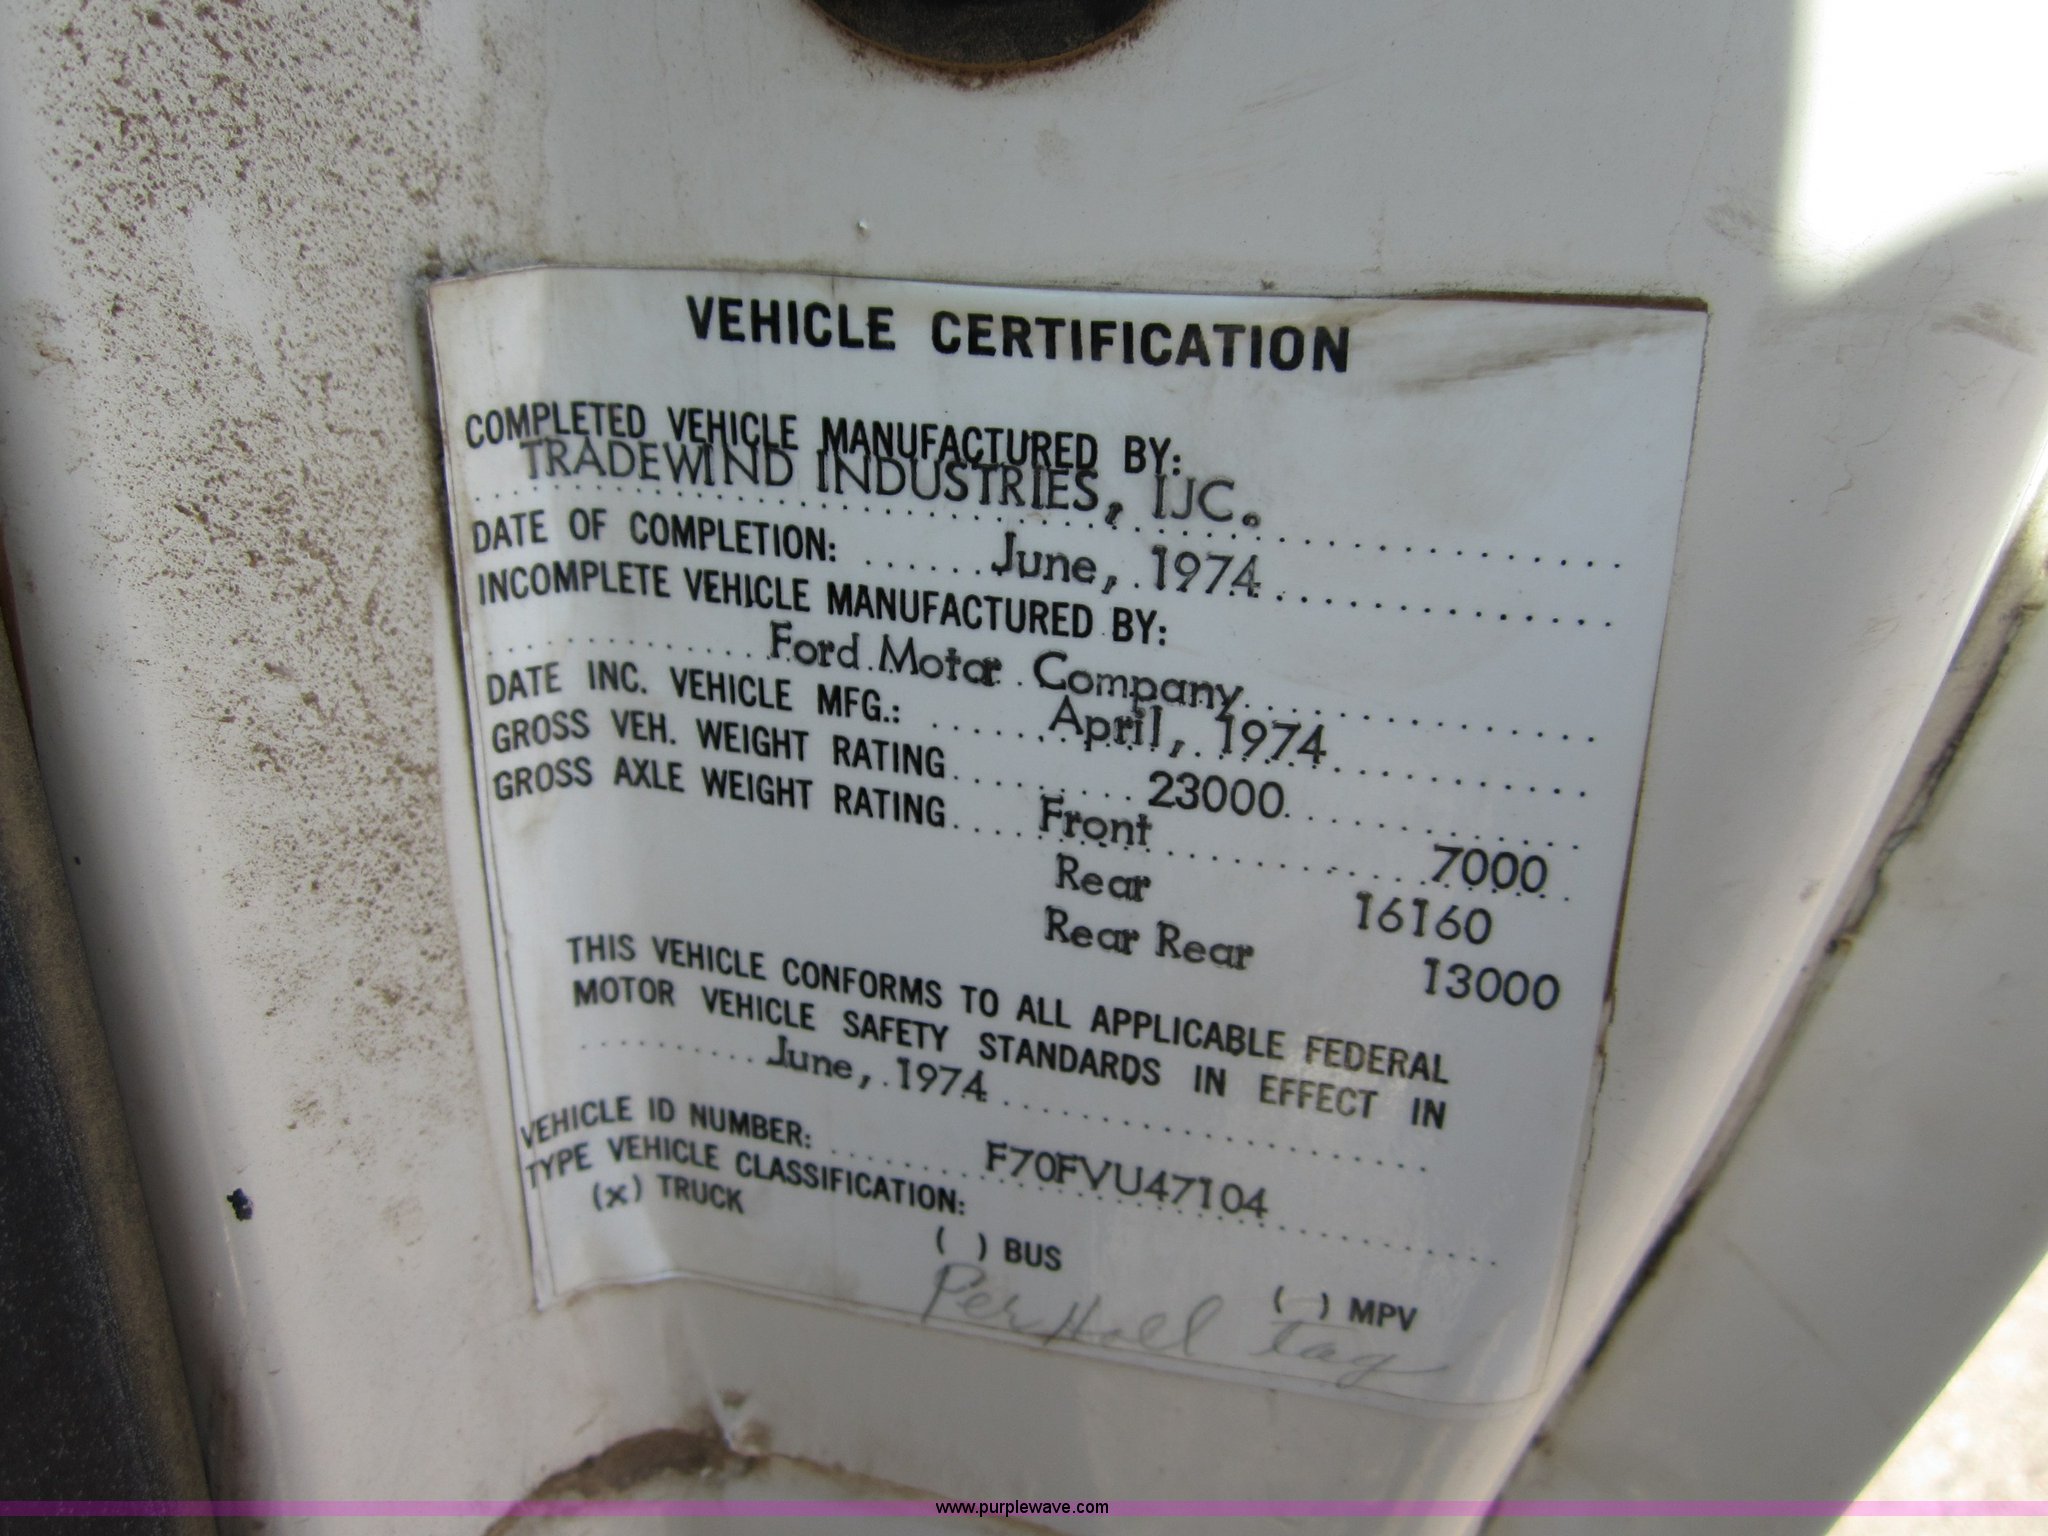 VEHICLE CERTIFICATION
COMPLETED VEHICLE MANUFACTURED BY:
TRADEWIND INDUSTRIES, IJC.
DATE OF COMPLETION: ...... June, 1974
INCOMPLETE VEHICLE MANUFACTURED BY:
Ford Motor Company
DATE INC. VEHICLE MFG.: ...... April, 1974
GROSS VEH. WEIGHT RATING ........ 23000
GROSS AXLE WEIGHT RATING .... Front 7000
Rear 16160
Rear Rear 13000
THIS VEHICLE CONFORMS TO ALL APPLICABLE FEDERAL
MOTOR VEHICLE SAFETY STANDARDS IN EFFECT IN
June, 1974
VEHICLE ID NUMBER: ........ F70FVU47104
TYPE VEHICLE CLASSIFICATION:
(x) TRUCK ( ) BUS ( ) MPV
Per Hall tag
www.purplewave.com